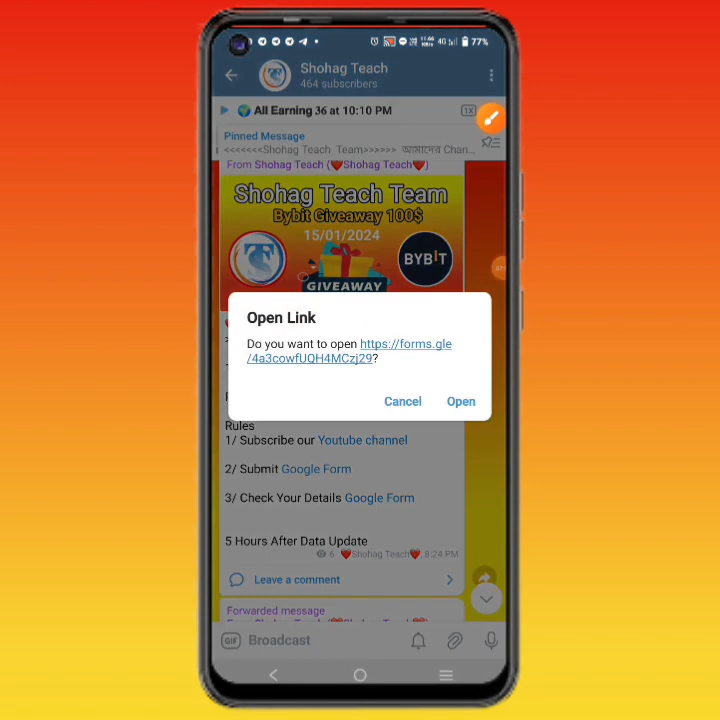 77%
Shohag Teach
464 subscribers
All Earning 36 at 10:10 PM
1X
Pinned Message
<<<<<<<Shohag Teach Team>>>>>> আমাদের Chan...
From Shohag Teach (❤️Shohag Teach❤️)
Shohag Teach Team
Bybit Giveaway 100$
15/01/2024
BYBIT
GIVEAWAY
Open Link
Do you want to open https://forms.gle
/4a3cowfUQH4MCzj29?
Cancel Open
Rules
1/ Subscribe our Youtube channel
2/ Submit Google Form
3/ Check Your Details Google Form
5 Hours After Data Update
6 ❤️Shohag Teach❤️, 8:24 PM
Leave a comment
Forwarded message
GIF Broadcast